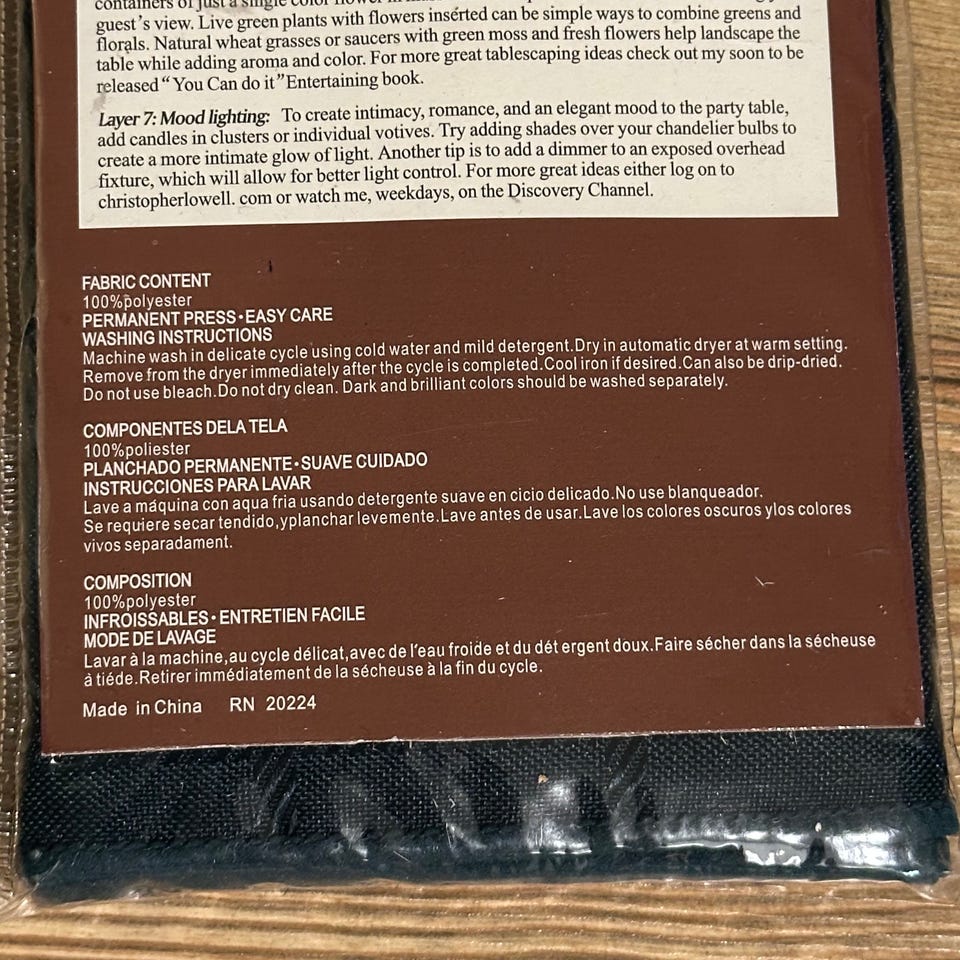 containers of just a single color flower in
guest's view. Live green plants with flowers inserted can be simple ways to combine greens and
florals. Natural wheat grasses or saucers with green moss and fresh flowers help landscape the
table while adding aroma and color. For more great tablescaping ideas check out my soon to be
released "You Can do it" Entertaining book.
Layer 7: Mood lighting: To create intimacy, romance, and an elegant mood to the party table,
add candles in clusters or individual votives. Try adding shades over your chandelier bulbs to
create a more intimate glow of light. Another tip is to add a dimmer to an exposed overhead
fixture, which will allow for better light control. For more great ideas either log on to
christopherlowell. com or watch me, weekdays, on the Discovery Channel.
FABRIC CONTENT
100%polyester
PERMANENT PRESS•EASY CARE
WASHING INSTRUCTIONS
Machine wash in delicate cycle using cold water and mild detergent.Dry in automatic dryer at warm setting.
Remove from the dryer immediately after the cycle is completed.Cool iron if desired.Can also be drip-dried.
Do not use bleach.Do not dry clean. Dark and brilliant colors should be washed separately.
COMPONENTES DELA TELA
100%poliester
PLANCHADO PERMANENTE•SUAVE CUIDADO
INSTRUCCIONES PARA LAVAR
Lave a máquina con aqua fria usando detergente suave en cicio delicado.No use blanqueador.
Se requiere secar tendido,yplanchar levemente.Lave antes de usar.Lave los colores oscuros ylos colores
vivos separadament.
COMPOSITION
100%polyester
INFROISSABLES•ENTRETIEN FACILE
MODE DE LAVAGE
Lavar à la machine,au cycle délicat,avec de l'eau froide et du dét ergent doux.Faire sécher dans la sécheuse
à tiéde.Retirer immédiatement de la sécheuse à la fin du cycle.
Made in China RN 20224